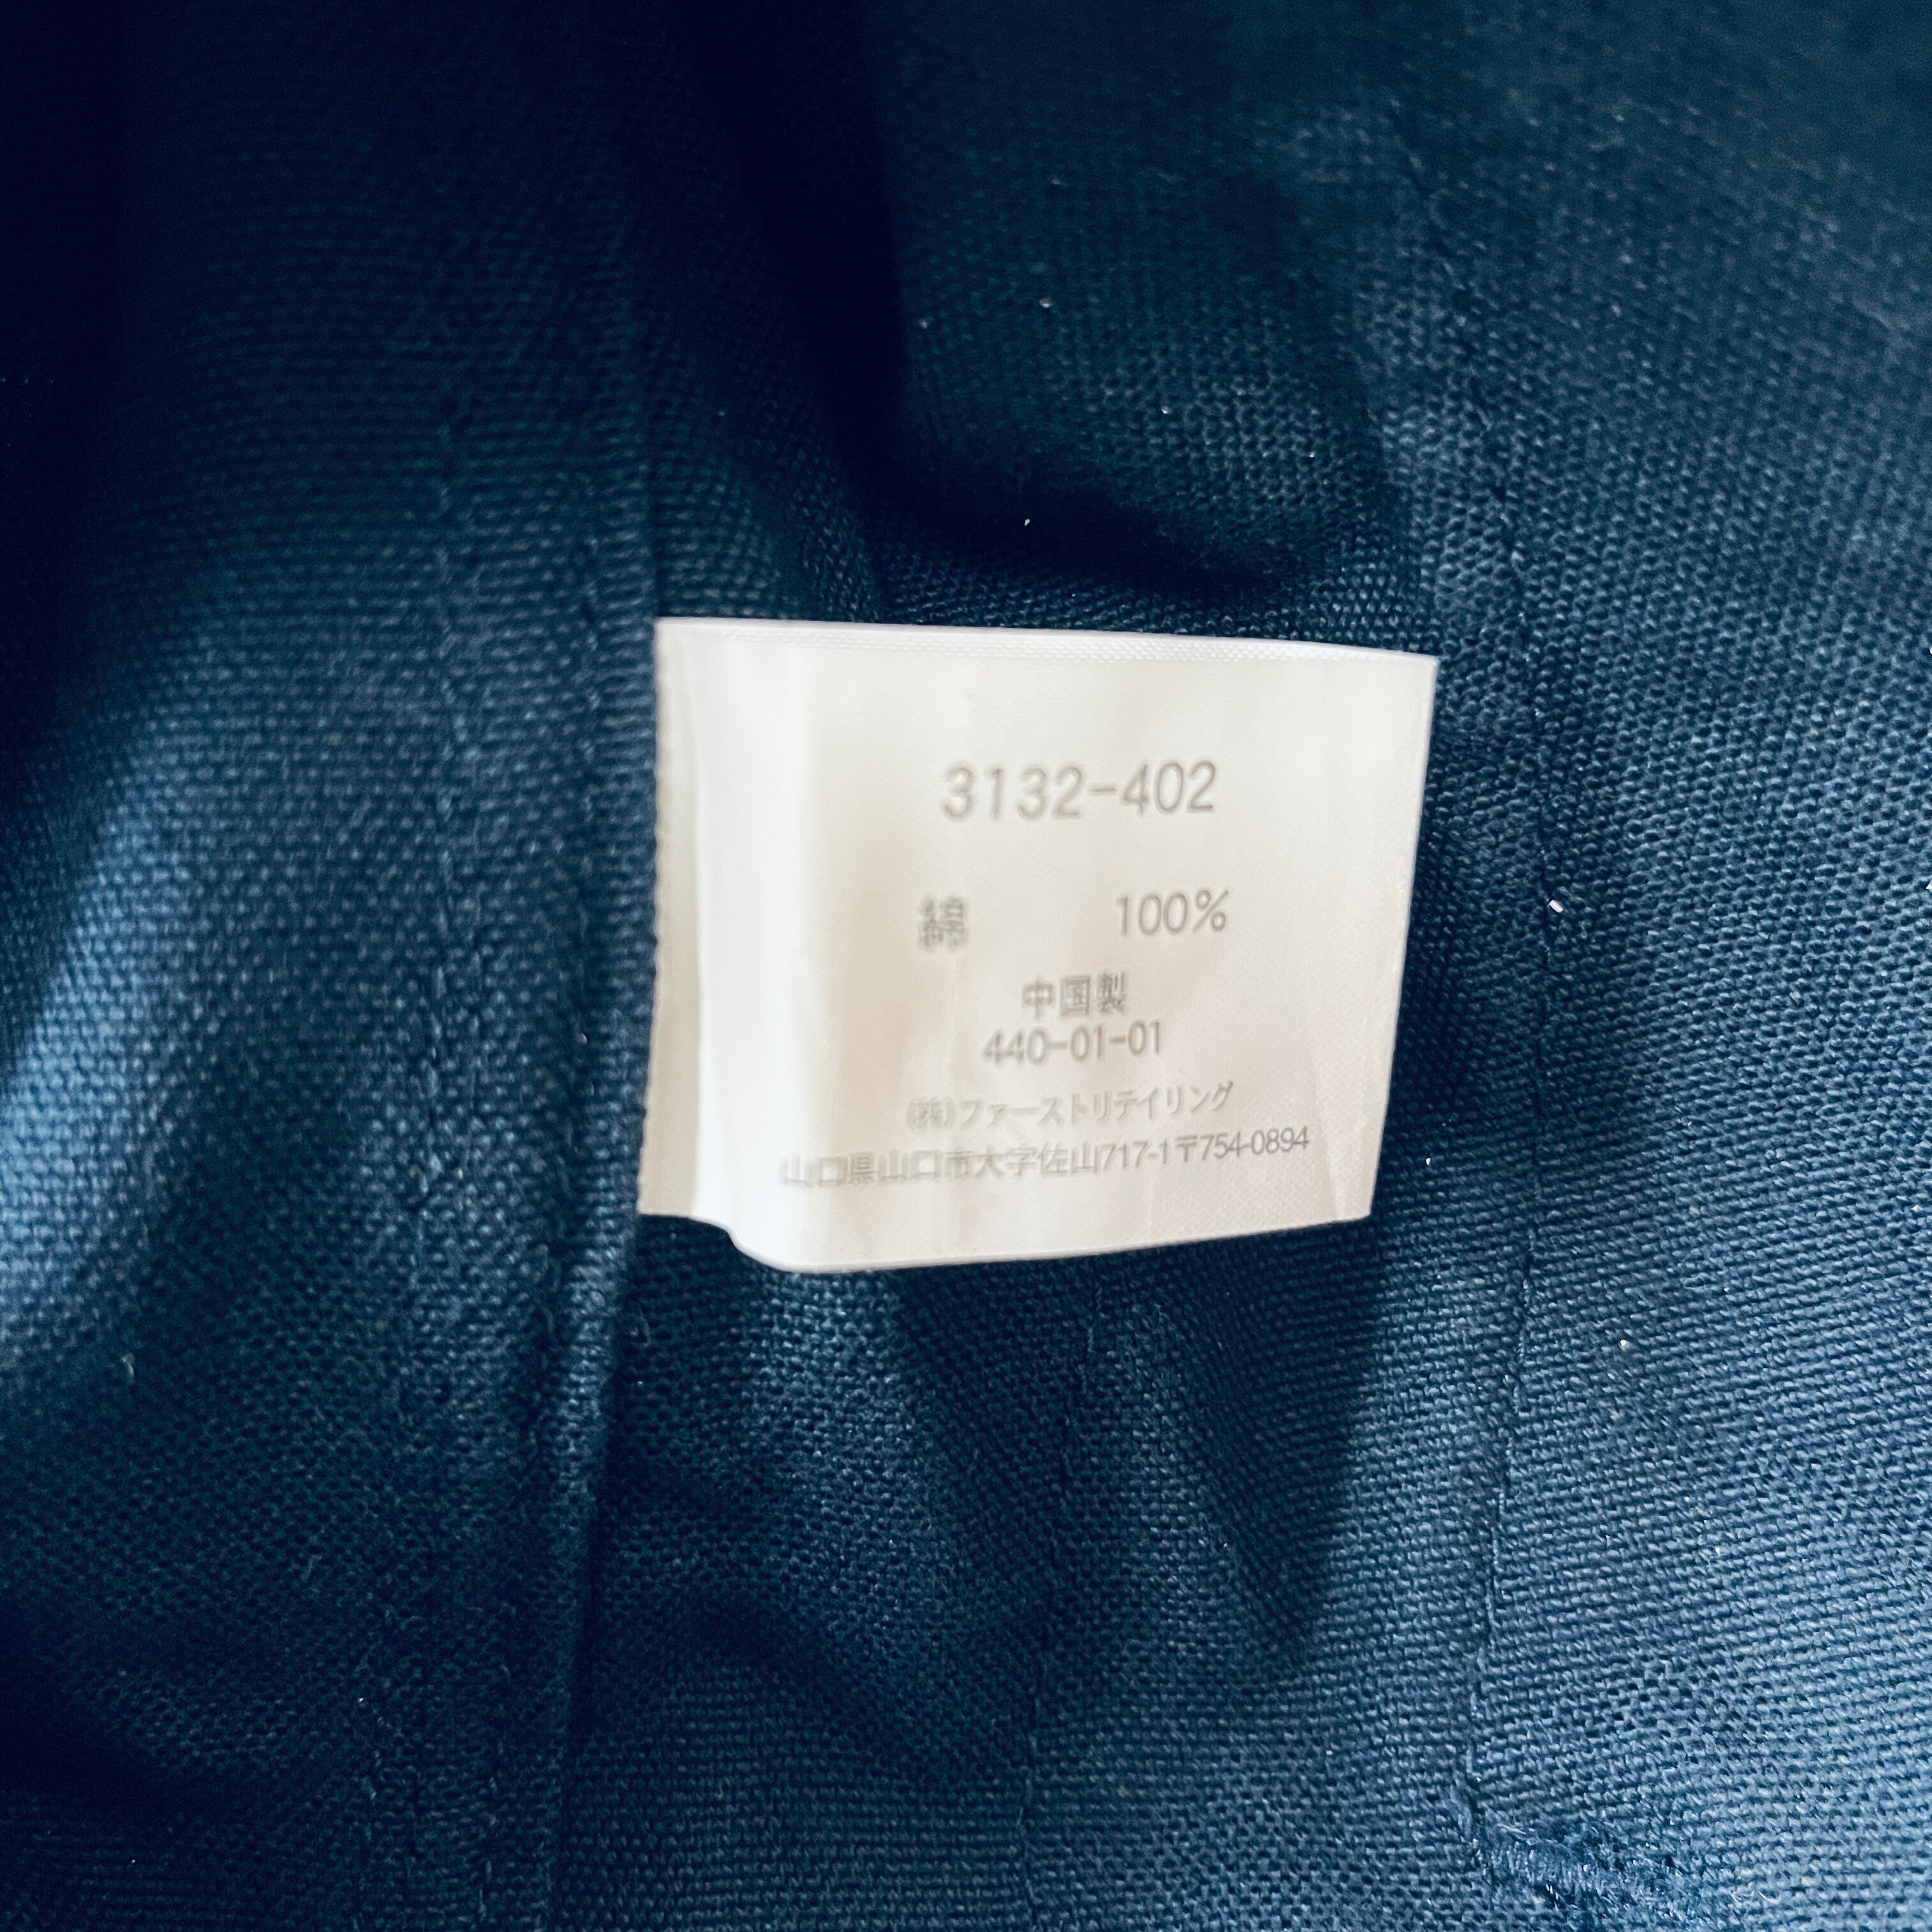 3132-402
綿 100%
中国製
440-01-01
(株)ファーストリテイリング
山口県山口市大字佐山717-1〒754-0894